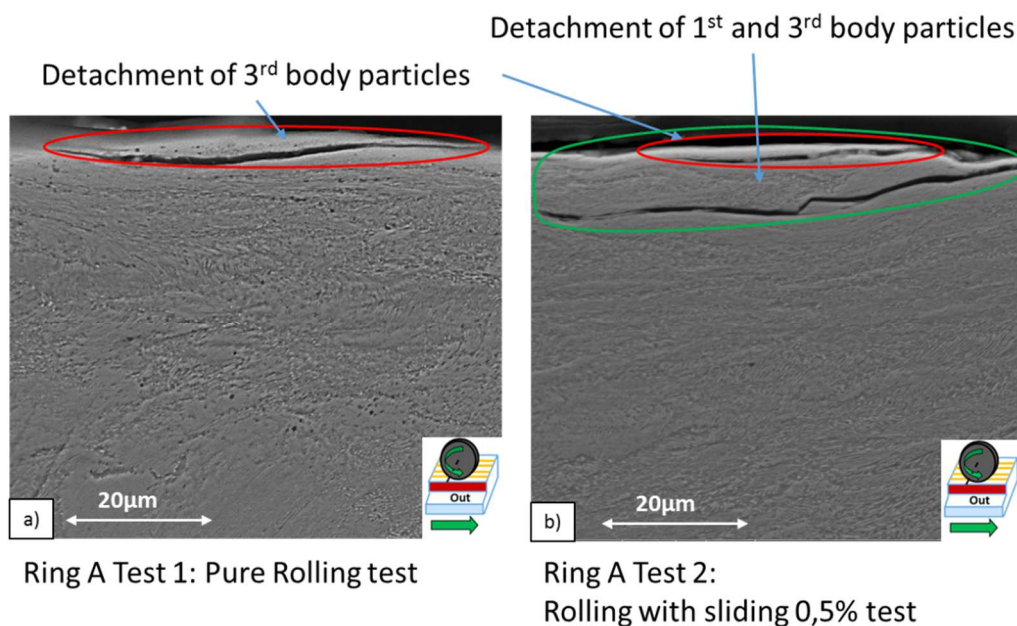 Detachment of 1st and 3rd body particles
Detachment of 3rd body particles
a)
20μm
Out
b)
20μm
Out
Ring A Test 1: Pure Rolling test
Ring A Test 2:
Rolling with sliding 0,5% test